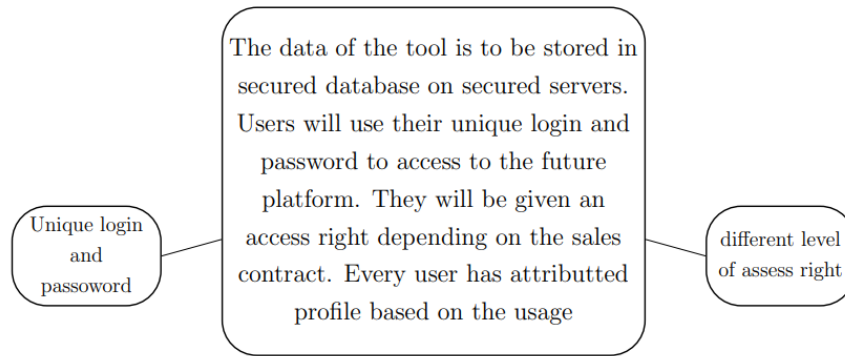 The data of the tool is to be stored in
secured database on secured servers.
Users will use their unique login and
password to access to the future
platform. They will be given an
access right depending on the sales
contract. Every user has attributted
profile based on the usage
Unique login
and
passoword
different level
of assess right